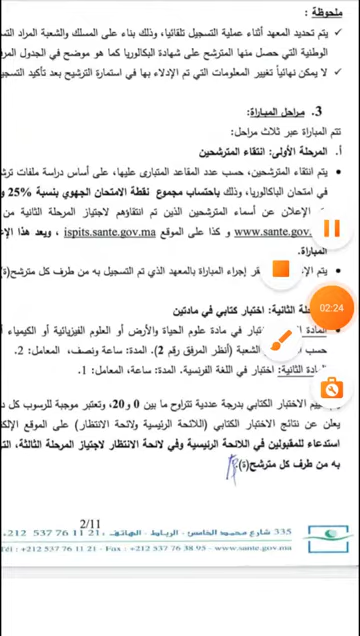 ملحوظة :
يتم تحديد المعهد أثناء عملية التسجيل تلقائيا، وذلك بناء على المسلك والشعبة المراد
الوطنية التي حصل منها المترشح على شهادة البكالوريا كما هو موضح في الجدول
لا يمكن نهائياً تغيير المعلومات التي تم الإدلاء بها في استمارة الترشيح بعد تأكيد
3. مراحل المباراة:
تتم المباراة عبر ثلاث مراحل:
أ. المرحلة الأولى: انتقاء المترشحين
يتم انتقاء المترشحين، حسب عدد المقاعد المتبارى عليها، على أساس دراسة ملفات
في امتحان الباكالوريا، وذلك باحتساب مجموع نقطة الامتحان الجهوي بنسبة 25% و
الإعلان عن أسماء المترشحين الذين تم انتقاؤهم لاجتياز المرحلة الثانية من
www.sante.gov. و كذا على الموقع ispits.sante.gov.ma ، ويعد هذا
المباراة.
يتم إجراء المباراة بالمعهد الذي تم التسجيل به من طرف كل مترشح(ة)
02:24
الثانية: اختبار كتابي في مادتين
المادة في مادة علوم الحياة والأرض أو العلوم الفيزيائية أو الكيمياء
حسب الشعبة (أنظر المرفق رقم 2). المدة: ساعة ونصف، المعامل: 2.
الثانية: اختبار في اللغة الفرنسية. المدة: ساعة، المعامل: 1.
الاختبار الكتابي بدرجة عددية تتراوح ما بين 0 و20، وتعتبر موجبة للرسوب كل
يعلن عن نتائج الاختبار الكتابي (اللائحة الرئيسية ولائحة الانتظار) على الموقع
استدعاء للمقبولين في اللائحة الرئيسية وفي لائحة الانتظار لاجتياز المرحلة الثالثة،
به من طرف كل مترشح(ة).
2/11
335 شارع محمد الخامس - الرباط - الهاتف: 21 11 76 537 212
Tél : +212 537 76 11 21 - Fax : +212 537 76 38 95 - www.sante.gov.ma